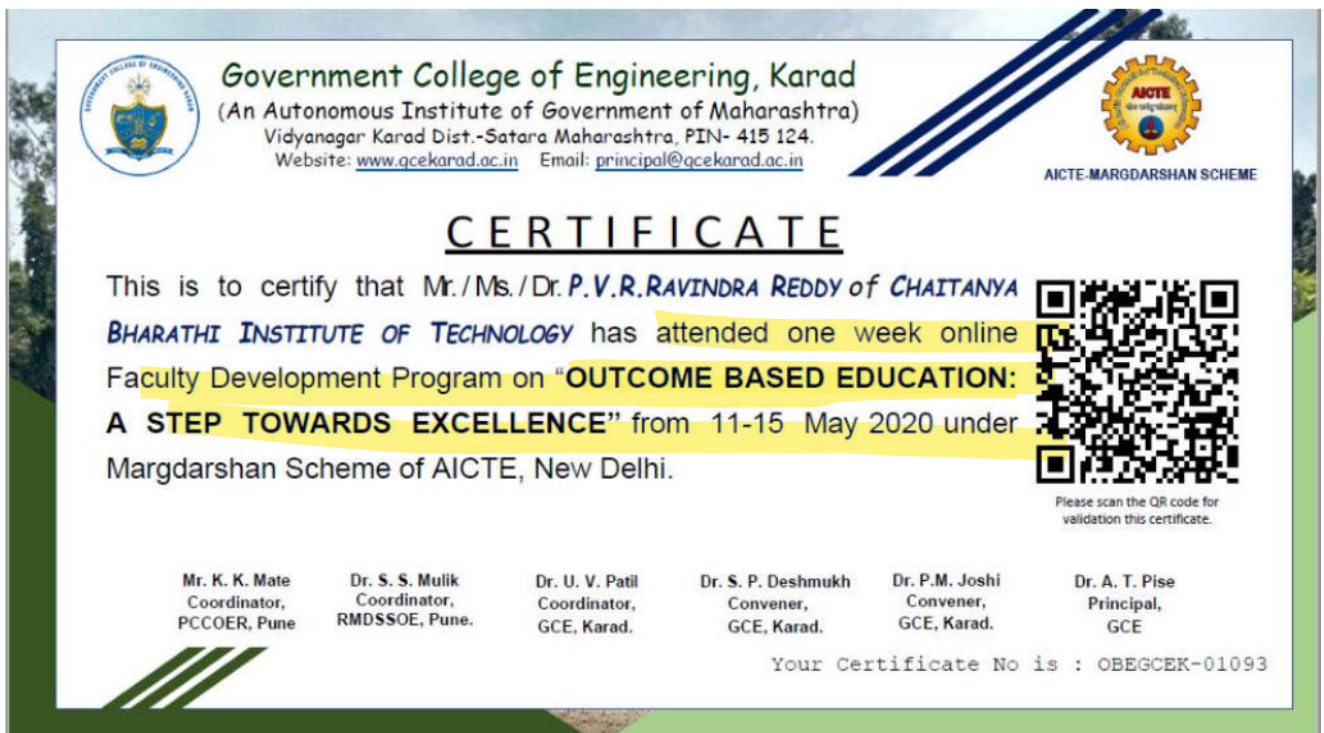 GOVERNMENT COLLEGE OF ENGINEERING KARAD
Government College of Engineering, Karad
(An Autonomous Institute of Government of Maharashtra)
Vidyanagar Karad Dist.-Satara Maharashtra, PIN- 415 124.
Website: www.gcekarad.ac.in Email: principal@gcekarad.ac.in
AICTE
AICTE-MARGDARSHAN SCHEME
CERTIFICATE
This is to certify that Mr./Ms./Dr. P.V.R.RAVINDRA REDDY of CHAITANYA
BHARATHI INSTITUTE OF TECHNOLOGY has attended one week online
Faculty Development Program on “OUTCOME BASED EDUCATION:
A STEP TOWARDS EXCELLENCE” from 11-15 May 2020 under
Margdarshan Scheme of AICTE, New Delhi.
Please scan the QR code for
validation this certificate.
Mr. K. K. Mate
Coordinator,
PCCOER, Pune
Dr. S. S. Mulik
Coordinator,
RMDSSOE, Pune.
Dr. U. V. Patil
Coordinator,
GCE, Karad.
Dr. S. P. Deshmukh
Convener,
GCE, Karad.
Dr. P.M. Joshi
Convener,
GCE, Karad.
Dr. A. T. Pise
Principal,
GCE
Your Certificate No is : OBEGCEK-01093